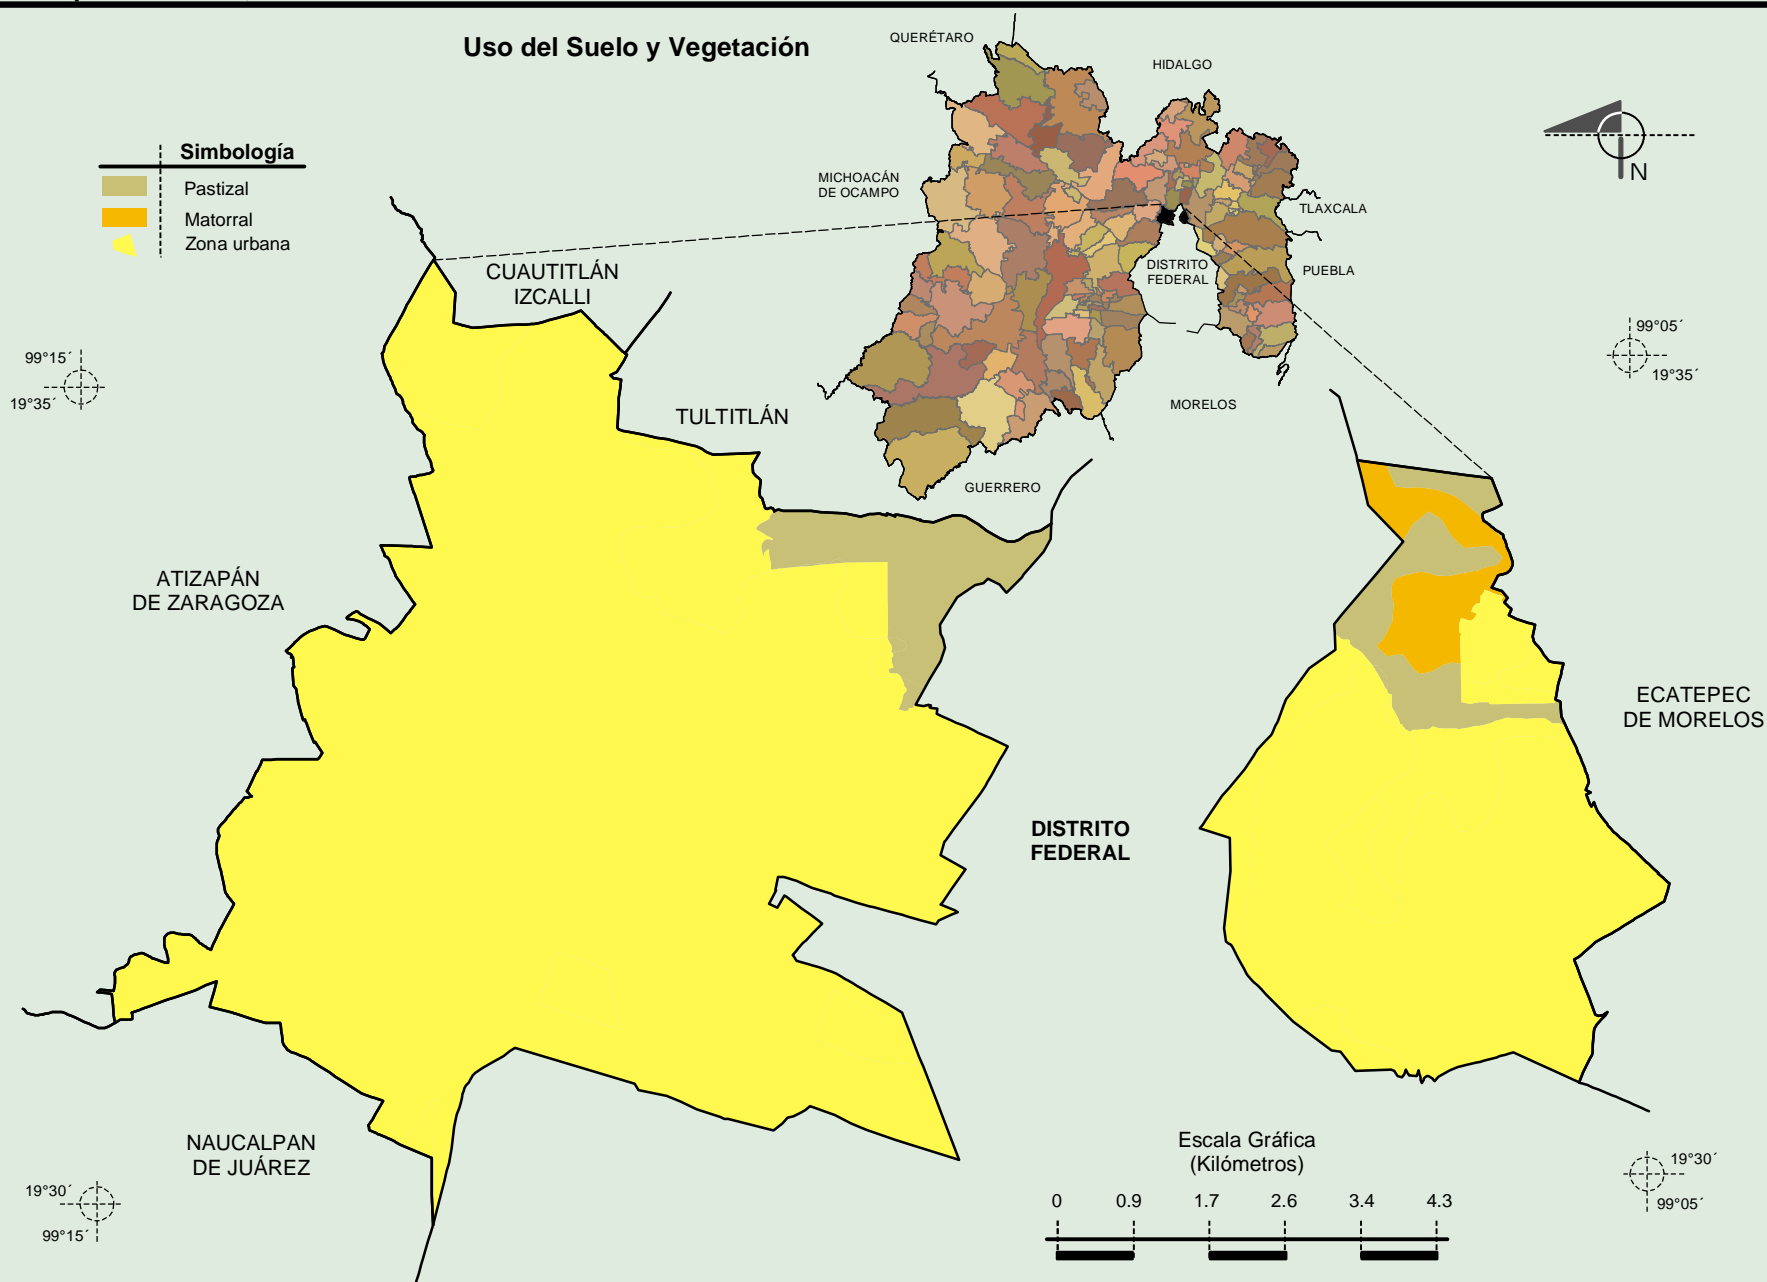 Uso del Suelo y Vegetación
QUERÉTARO
HIDALGO
Simbología
Pastizal
Matorral
Zona urbana
N
MICHOACÁN
DE OCAMPO
TLAXCALA
CUAUTITLÁN
IZCALLI
DISTRITO
FEDERAL
PUEBLA
99°15´
19°35´
99°05´
19°35´
TULTITLÁN
MORELOS
GUERRERO
ATIZAPÁN
DE ZARAGOZA
ECATEPEC
DE MORELOS
DISTRITO
FEDERAL
NAUCALPAN
DE JUÁREZ
Escala Gráfica
(Kilómetros)
0 0.9 1.7 2.6 3.4 4.3
19°30´
99°15´
19°30´
99°05´